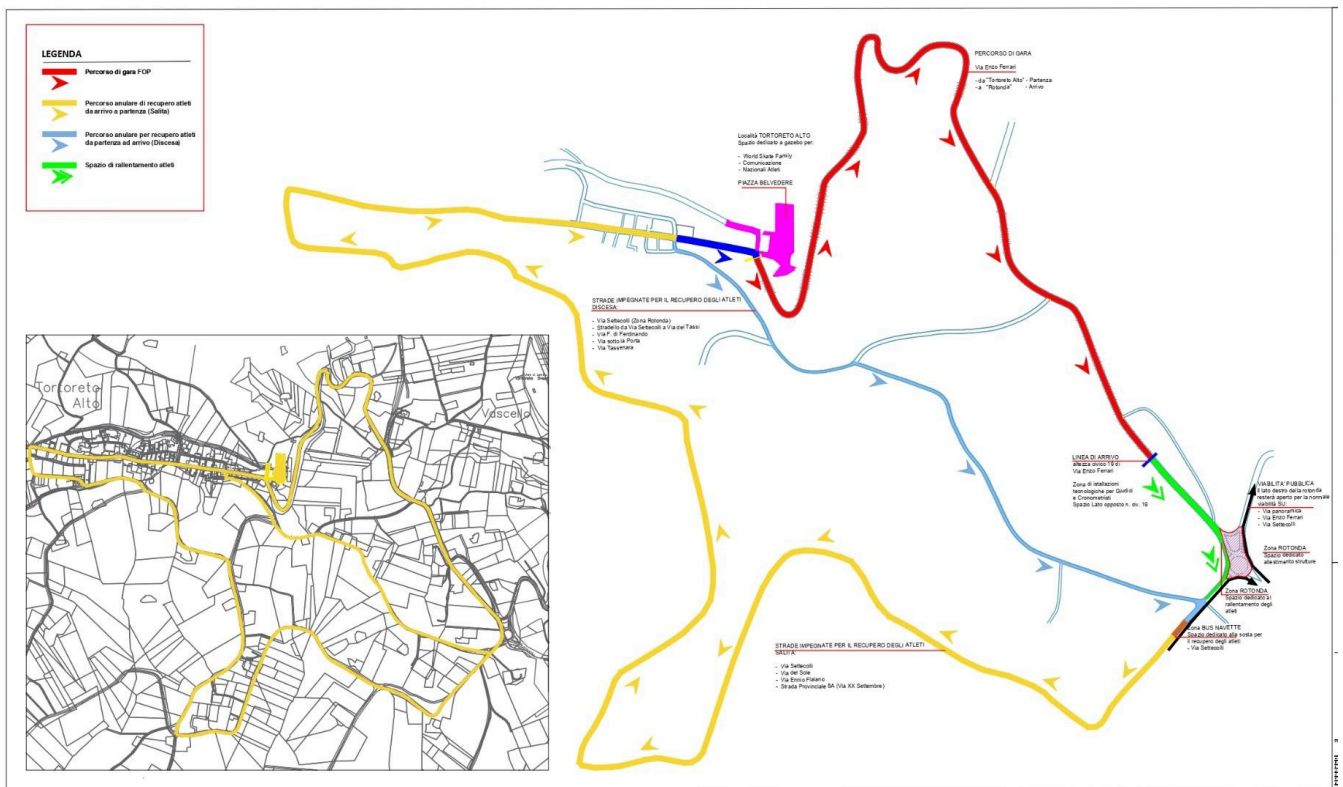 LEGENDA
Percorso di gara FOP
Percorso anulare di recupero atleti
da arrivo a partenza (Salita)
Percorso anulare per recupero atleti
da partenza ad arrivo (Discesa)
Spazio di rallentamento atleti
PERCORSO DI GARA
Via Enzo Ferrari
- da "Tortoreto Alto" - Partenza
- a "Rotonda" - Arrivo
Località TORTORETO ALTO
Spazio dedicato a gazebo per:
- World Skate Family
- Comunicazione
- Nazionali Atleti
PIAZZA BELVEDERE
STRADE IMPEGNATE PER IL RECUPERO DEGLI ATLETI
DISCESA:
- Via Settecolli (Zona Rotonda)
- Stradello da Via Settecolli a Via dei Tassi
- Via F. di Ferdinando
- Via sotto la Porta
- Via Tassenara
Tortoreto
Alto
Vascello
LINEA DI ARRIVO
altezza civico 19 di
Via Enzo Ferrari
Zona di istallazioni
tecnologiche per Giudici
e Cronometristi
Spazio Lato opposto n. civ. 19
VIABILITA' PUBBLICA
Il lato destro della rotonda
resterà aperto per la normale
viabilità SU:
- Via panoramica
- Via Enzo Ferrari
- Via Settecolli
Zona ROTONDA
Spazio dedicato
allestimento strutture
Zona ROTONDA
Spazio dedicato al
rallentamento degli
atleti
Zona BUS NAVETTE
Spazio dedicato alla sosta per
il recupero degli atleti
- Via Settecolli
STRADE IMPEGNATE PER IL RECUPERO DEGLI ATLETI
SALITA:
- Via Settecolli
- Via del Sole
- Via Ennio Flaiano
- Strada Provinciale 8A (Via XX Settembre)